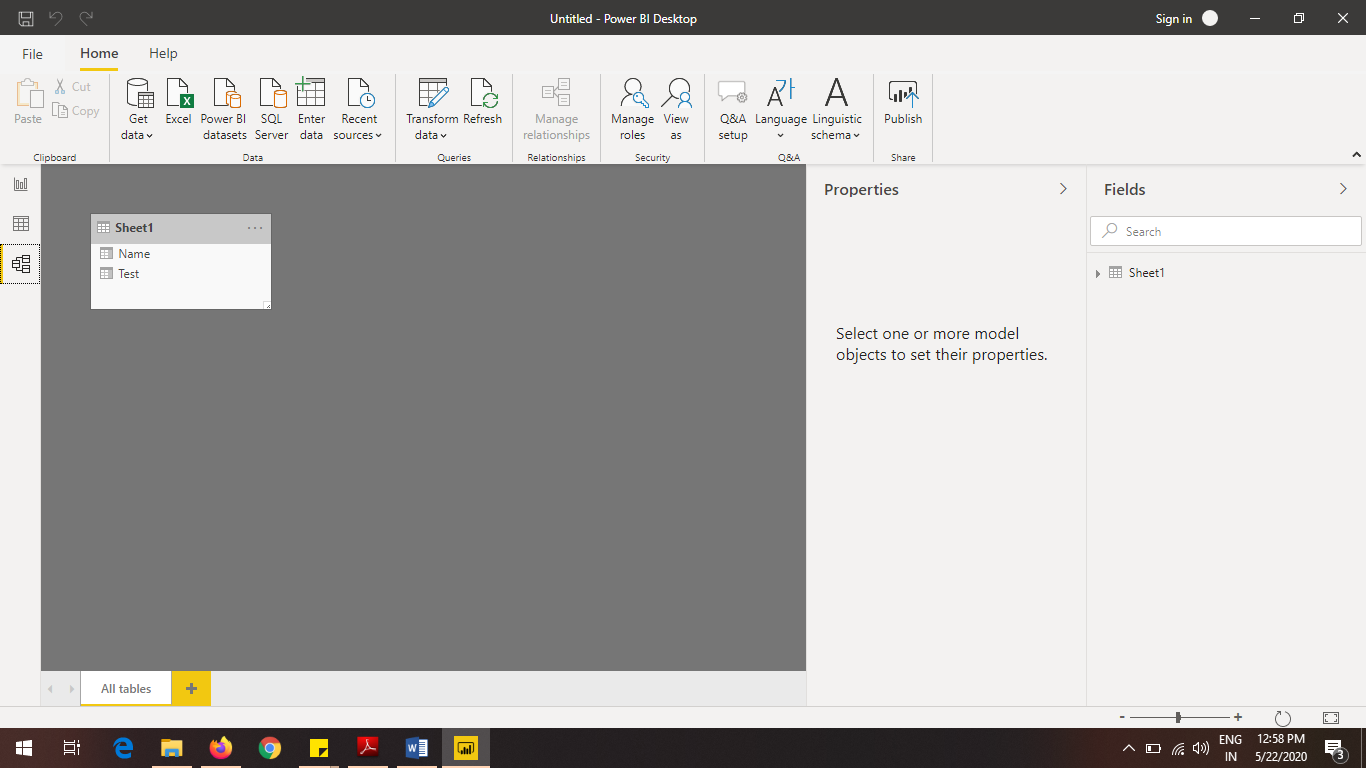 Untitled - Power BI Desktop
Sign in
File
Home
Help
Paste
Cut
Copy
Clipboard
Get
data
Excel
Power BI
datasets
SQL
Server
Enter
data
Recent
sources
Data
Transform
data
Refresh
Queries
Manage
relationships
Relationships
Manage
roles
View
as
Security
Q&A
setup
Language
Linguistic
schema
Q&A
Publish
Share
Sheet1
Name
Test
Properties
Select one or more model
objects to set their properties.
Fields
Search
Sheet1
All tables
ENG
IN
12:58 PM
5/22/2020
3